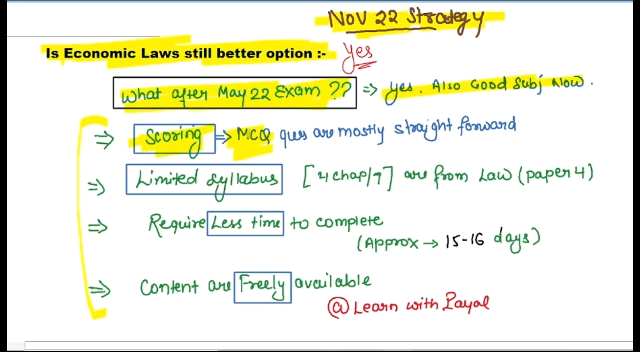 Nov 22 Strategy
Is Economic Laws still better option :- yes
What after May 22 Exam ?? ⇒ yes. Also Good Subj Now.
⇒ Scoring ⇒ MCQ ques are mostly straight forward
⇒ Limited syllabus [4 chap/9] are from Law (paper 4)
⇒ Require Less time to complete
(Approx → 15-16 days)
⇒ Content are Freely available
@ Learn with Payal